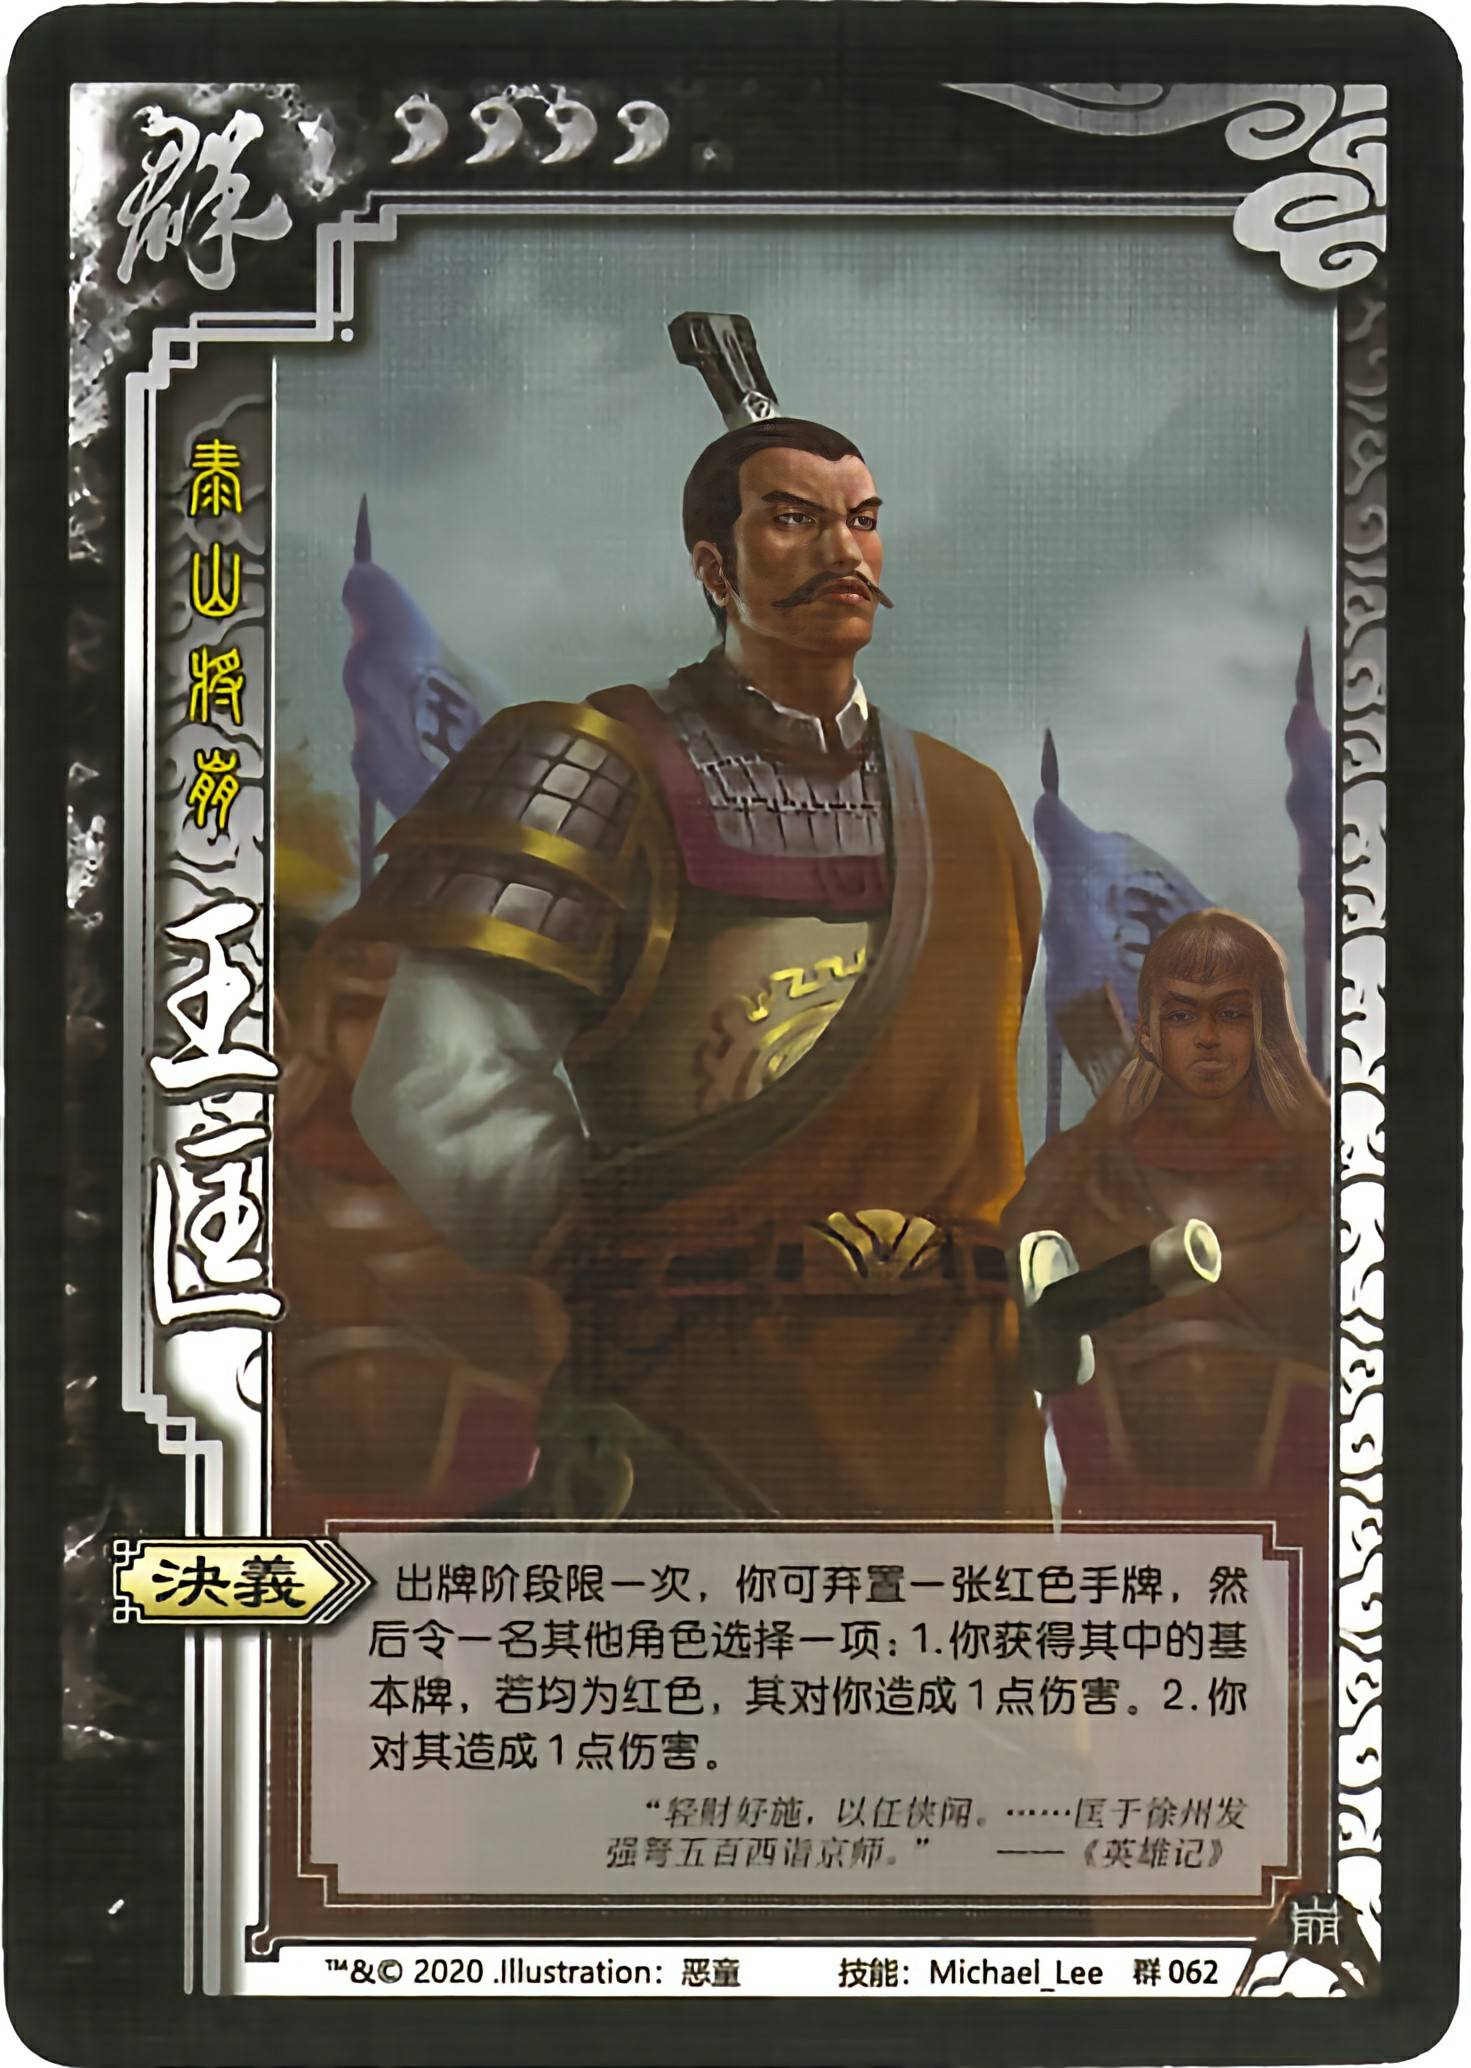 群
泰山将崩
王匡
決義
出牌阶段限一次，你可弃置一张红色手牌，然
后令一名其他角色选择一项：1.你获得其中的基
本牌，若均为红色，其对你造成1点伤害。2.你
对其造成1点伤害。
“轻财好施，以任侠闻。……匡于徐州发
强弩五百西诣京师。” ——《英雄记》
王
王
崩
™&© 2020 .Illustration：恶童 技能：Michael_Lee 群062